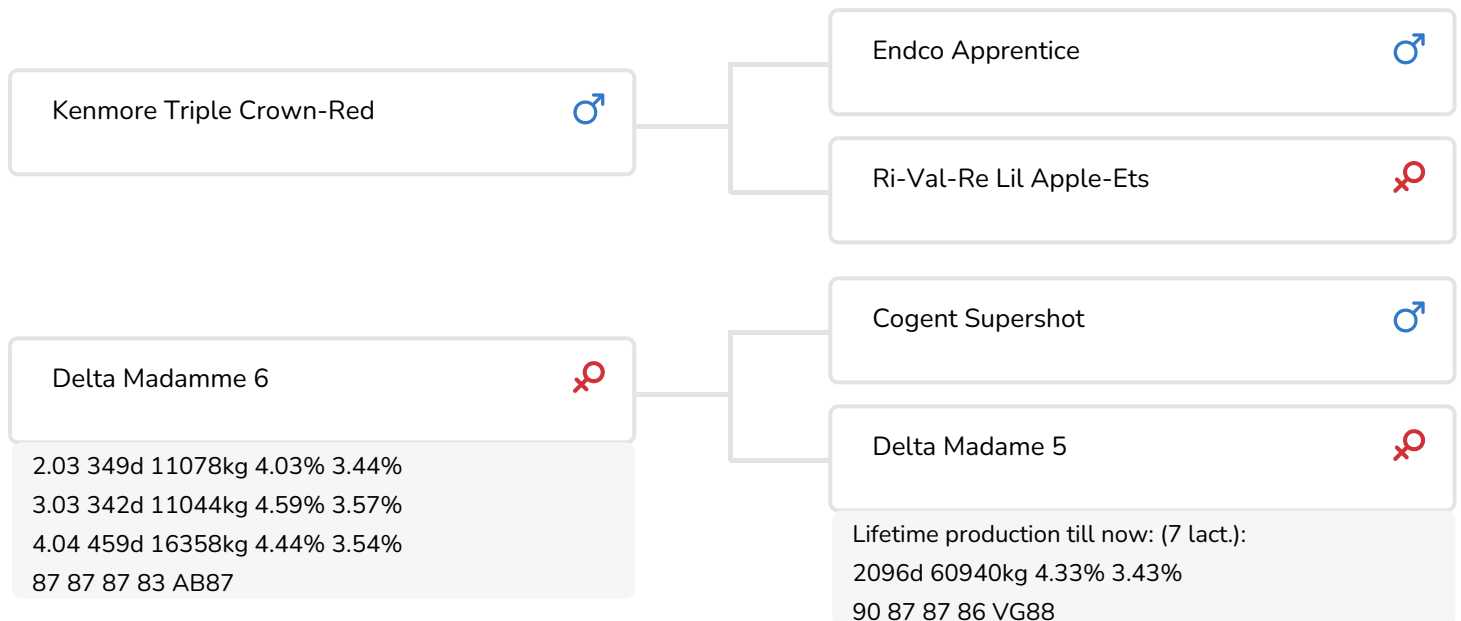 Kenmore Triple Crown-Red
Endco Apprentice
Ri-Val-Re Lil Apple-Ets
Delta Madamme 6
2.03 349d 11078kg 4.03% 3.44%
3.03 342d 11044kg 4.59% 3.57%
4.04 459d 16358kg 4.44% 3.54%
87 87 87 83 AB87
Cogent Supershot
Delta Madame 5
Lifetime production till now: (7 lact.):
2096d 60940kg 4.33% 3.43%
90 87 87 86 VG88